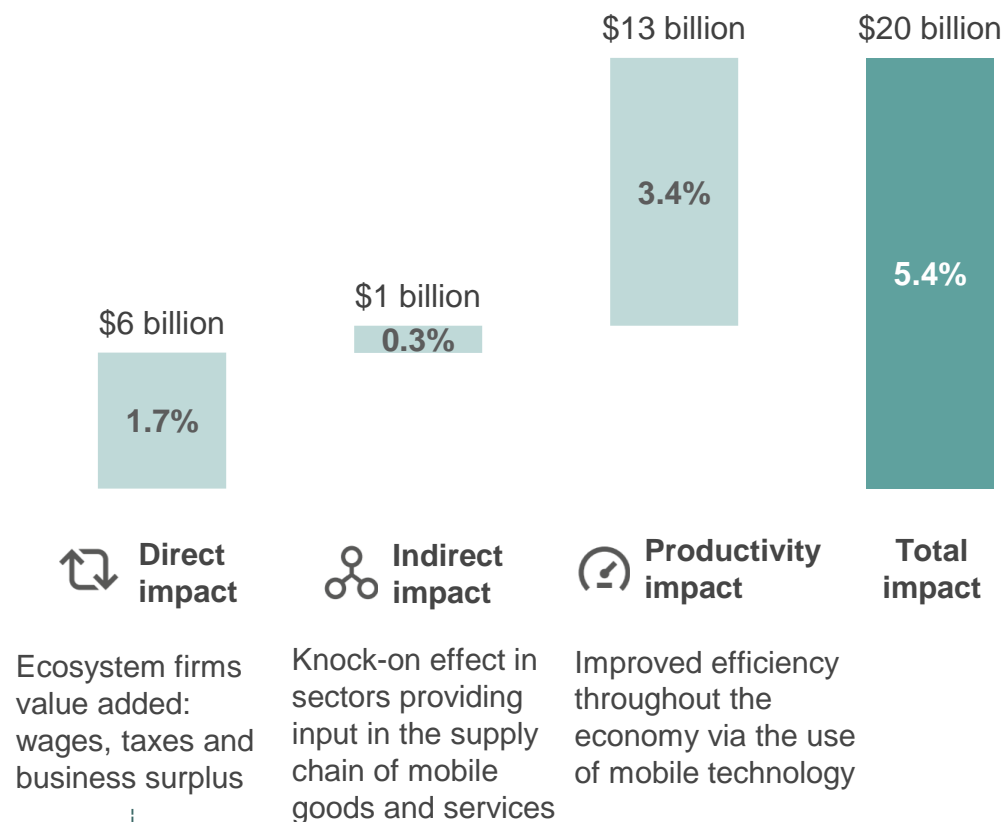 $13 billion
$20 billion
3.4%
5.4%
$1 billion
$6 billion
0.3%
1.7%
Direct
impact
Indirect
impact
Productivity
impact
Total
impact
Ecosystem firms
value added:
wages, taxes and
business surplus
Knock-on effect in
sectors providing
input in the supply
chain of mobile
goods and services
Improved efficiency
throughout the
economy via the use
of mobile technology